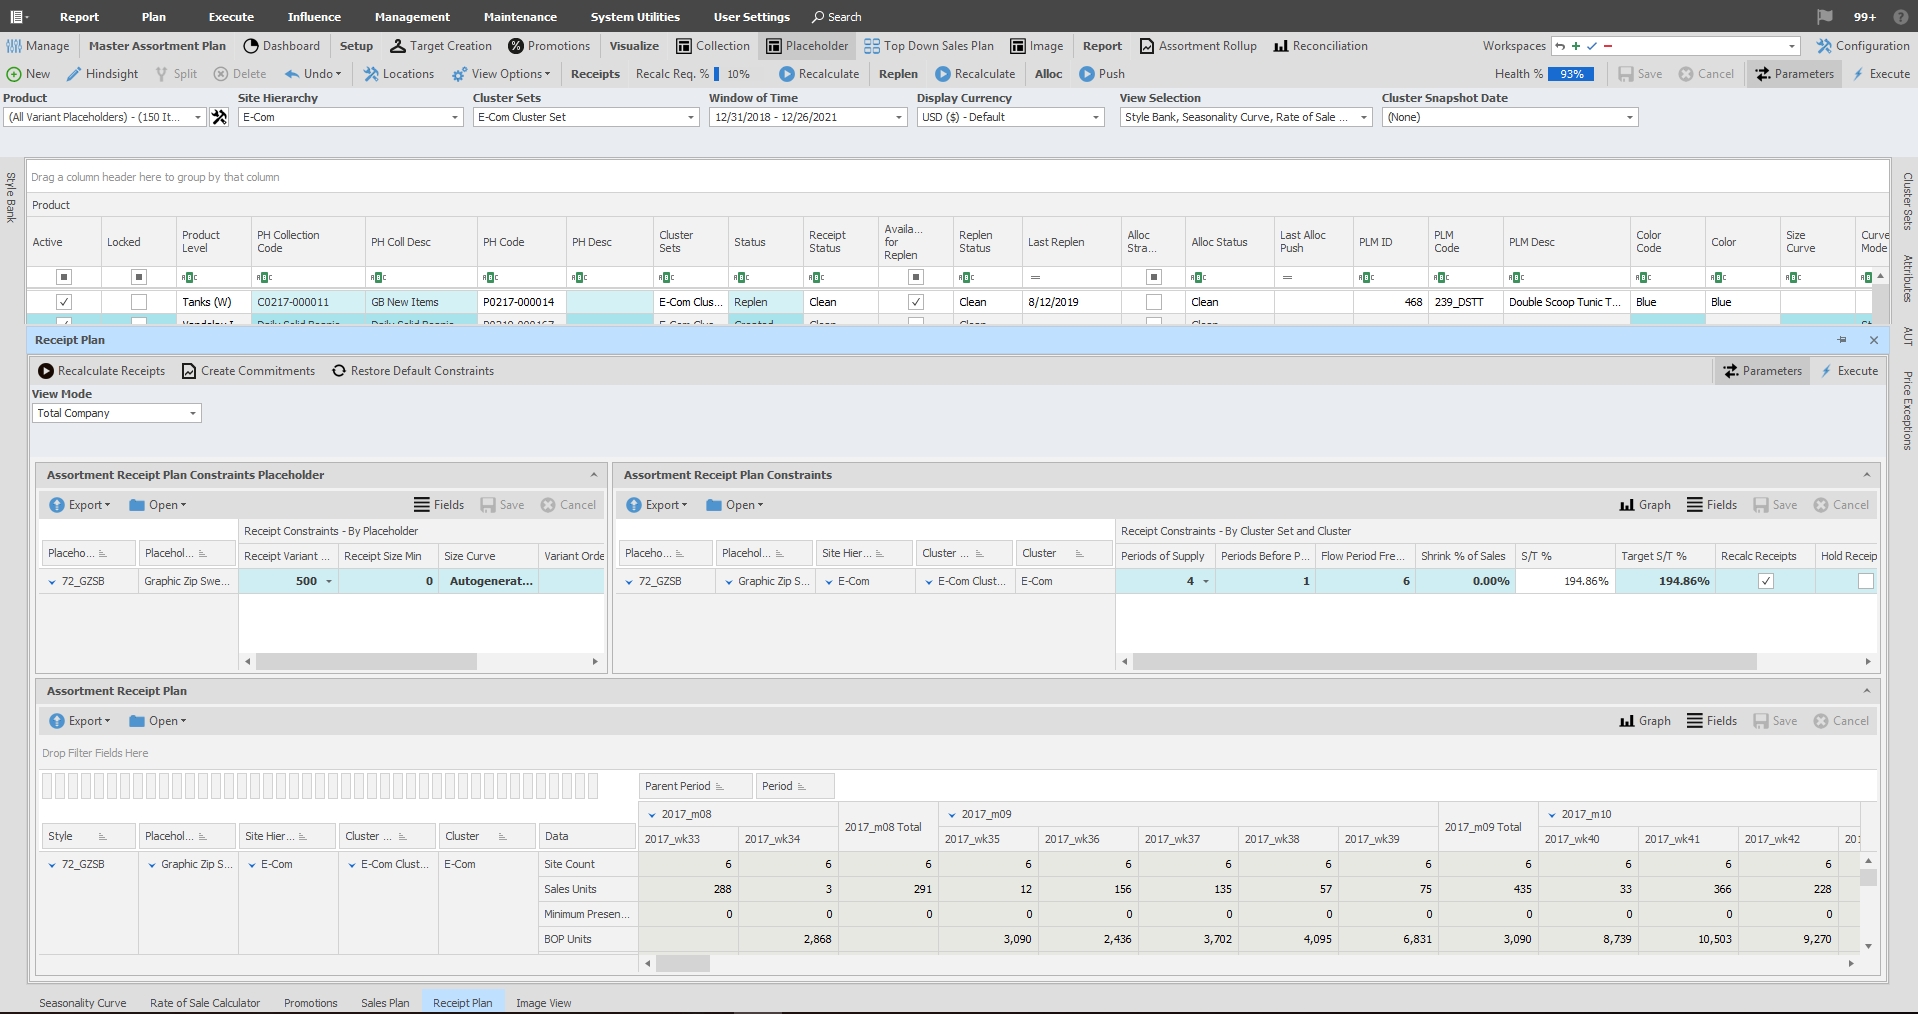 Report Plan Execute Influence Management Maintenance System Utilities User Settings Search 99+
Manage Master Assortment Plan Dashboard Setup Target Creation Promotions Visualize Collection Placeholder Top Down Sales Plan Image Report Assortment Rollup Reconciliation Workspaces Configuration
New Hindsight Split Delete Undo Locations View Options Receipts Recalc Req. % 10% Recalculate Replen Recalculate Alloc Push Health % 93% Save Cancel Parameters Execute
Product Site Hierarchy Cluster Sets Window of Time Display Currency View Selection Cluster Snapshot Date
(All Variant Placeholders) - (150 It... E-Com E-Com Cluster Set 12/31/2018 - 12/26/2021 USD ($) - Default Style Bank, Seasonality Curve, Rate of Sale ... (None)
Style Bank
Cluster Sets
Attributes
AUT
Price Exceptions
Drag a column header here to group by that column
Product
Active Locked Product Level PH Collection Code PH Coll Desc PH Code PH Desc Cluster Sets Status Receipt Status Availa... for Replen Replen Status Last Replen Alloc Stra... Alloc Status Last Alloc Push PLM ID PLM Code PLM Desc Color Code Color Size Curve Curve Mode
Tanks (W) C0217-000011 GB New Items P0217-000014 E-Com Clus... Replen Clean Clean 8/12/2019 Clean 468 239_DSTT Double Scoop Tunic T... Blue Blue
Receipt Plan
Recalculate Receipts Create Commitments Restore Default Constraints Parameters Execute
View Mode
Total Company
Assortment Receipt Plan Constraints Placeholder
Export Open Fields Save Cancel
Receipt Constraints - By Placeholder
Placeho... Placehol... Receipt Variant ... Receipt Size Min Size Curve Variant Orde
72_GZSB Graphic Zip Swe... 500 0 Autogenerat...
Assortment Receipt Plan Constraints
Export Open Graph Fields Save Cancel
Receipt Constraints - By Cluster Set and Cluster
Placeho... Placehol... Site Hier... Cluster ... Cluster Periods of Supply Periods Before P... Flow Period Fre... Shrink % of Sales S/T % Target S/T % Recalc Receipts Hold Receip
72_GZSB Graphic Zip S... E-Com E-Com Clust... E-Com 4 1 6 0.00% 194.86% 194.86%
Assortment Receipt Plan
Export Open Graph Fields Save Cancel
Drop Filter Fields Here
Parent Period Period
2017_m08 2017_m08 Total 2017_m09 2017_m09 Total 2017_m10
Style Placehol... Site Hier... Cluster ... Cluster Data 2017_wk33 2017_wk34 2017_wk35 2017_wk36 2017_wk37 2017_wk38 2017_wk39 2017_wk40 2017_wk41 2017_wk42 201
72_GZSB Graphic Zip S... E-Com E-Com Clust... E-Com Site Count 6 6 6 6 6 6 6 6 6 6 6 6
Sales Units 288 3 291 12 156 135 57 75 435 33 366 228
Minimum Presen... 0 0 0 0 0 0 0 0 0 0 0 0
BOP Units 2,868 3,090 2,436 3,702 4,095 6,831 3,090 8,739 10,503 9,270
Seasonality Curve Rate of Sale Calculator Promotions Sales Plan Receipt Plan Image View